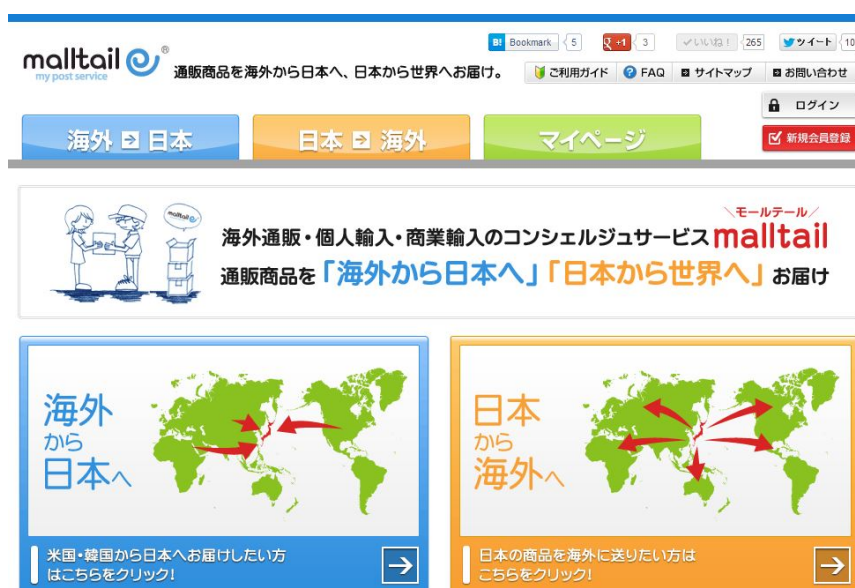 B! Bookmark 5 g +1 3 いいね! 265 ツイート 10
malltail ®
my post service
通販商品を海外から日本へ、日本から世界へお届け。
ご利用ガイド ? FAQ サイトマップ お問い合わせ
ログイン
新規会員登録
海外 日本
日本 海外
マイページ
malltail
モールテール
海外通販・個人輸入・商業輸入のコンシェルジュサービス malltail
通販商品を「海外から日本へ」「日本から世界へ」お届け
海外
から
日本へ
米国・韓国から日本へお届けしたい方
はこちらをクリック!
日本
から
海外へ
日本の商品を海外に送りたい方は
こちらをクリック!